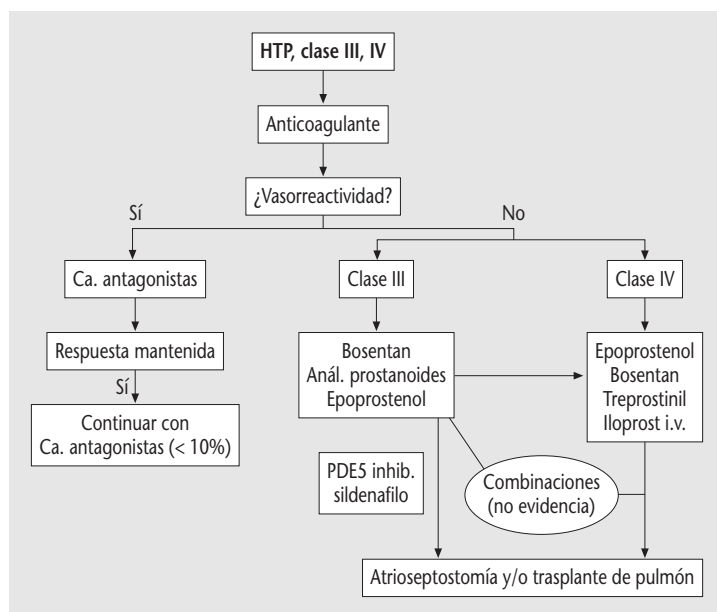 HTP, clase III, IV
Anticoagulante
¿Vasorreactividad?
Sí
No
Ca. antagonistas
Clase III
Clase IV
Respuesta mantenida
Sí
Continuar con
Ca. antagonistas (< 10%)
Bosentan
Anál. prostanoides
Epoprostenol
Epoprostenol
Bosentan
Treprostinil
Iloprost i.v.
PDE5 inhib.
sildenafilo
Combinaciones
(no evidencia)
Atrioseptostomía y/o trasplante de pulmón